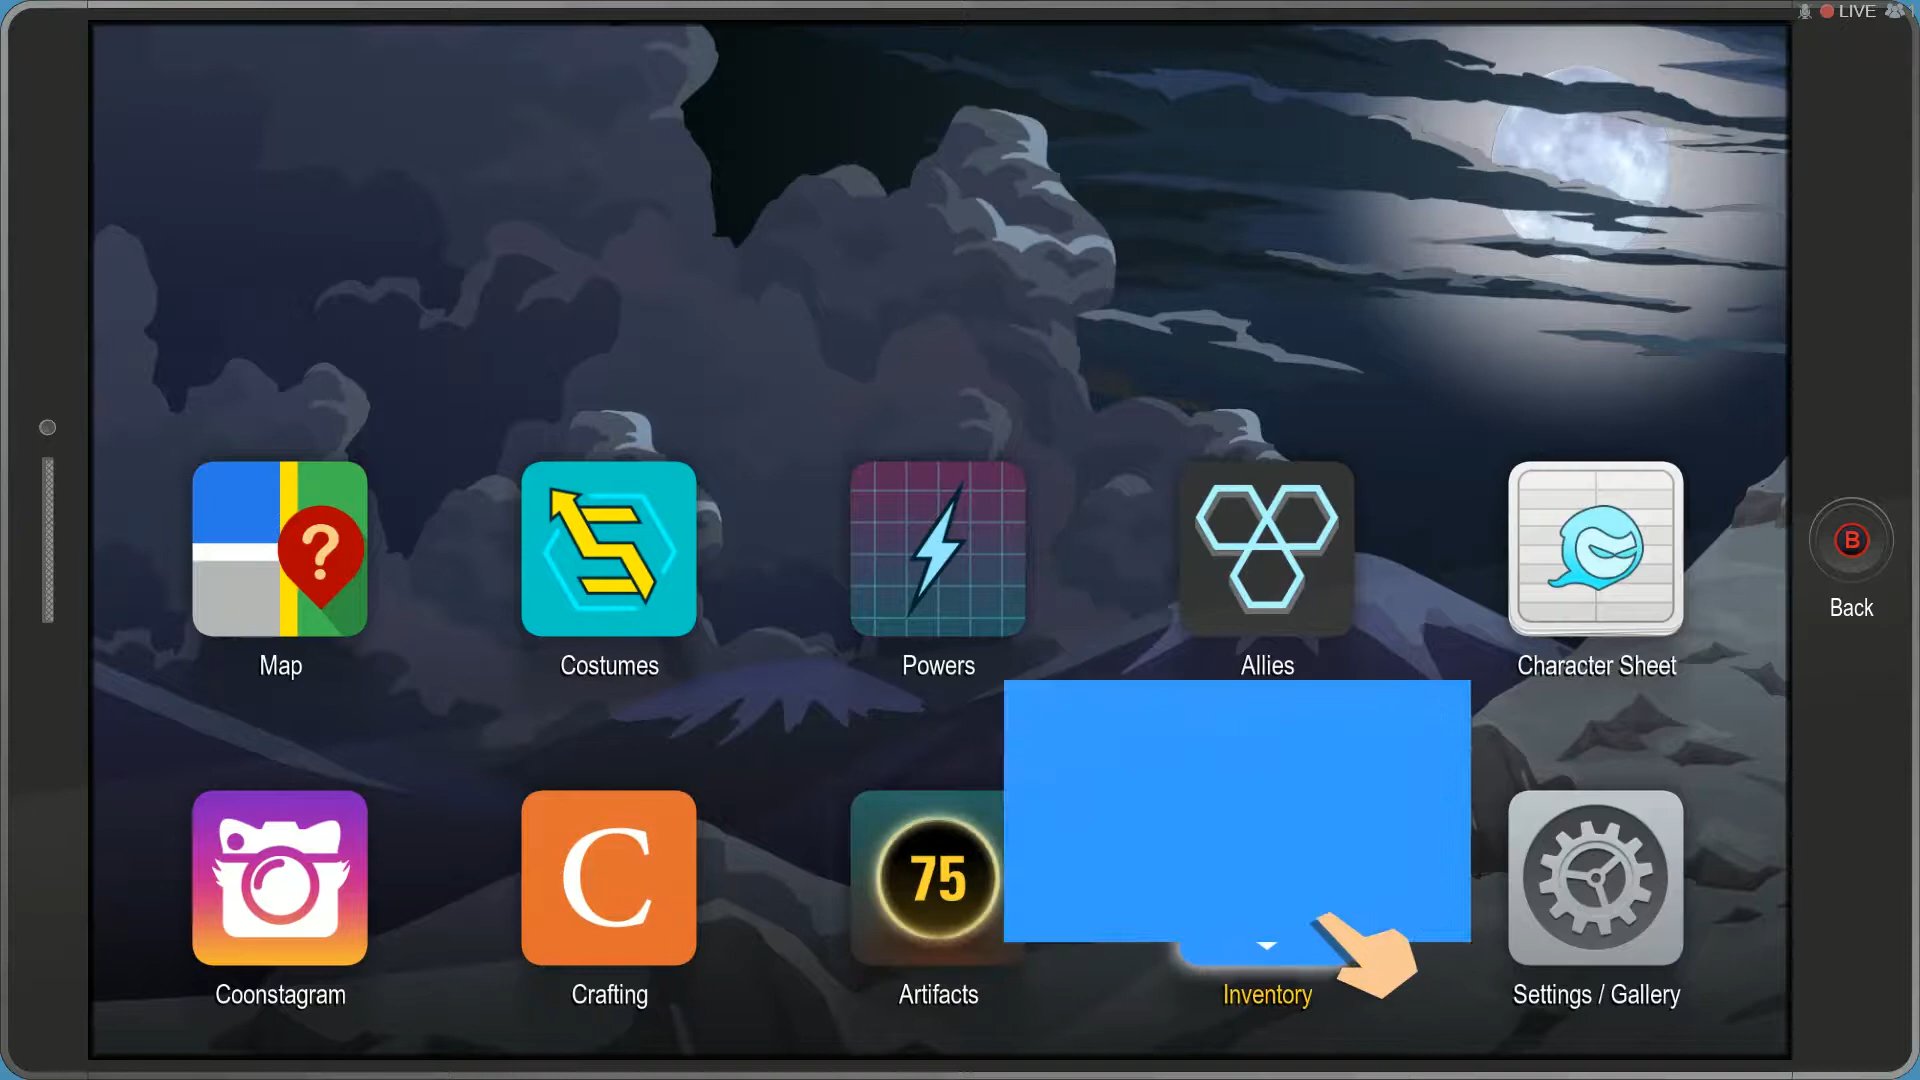 LIVE
?
B
Back
Map
Costumes
Powers
Allies
Character Sheet
C
75
Coonstagram
Crafting
Artifacts
Inventory
Settings / Gallery